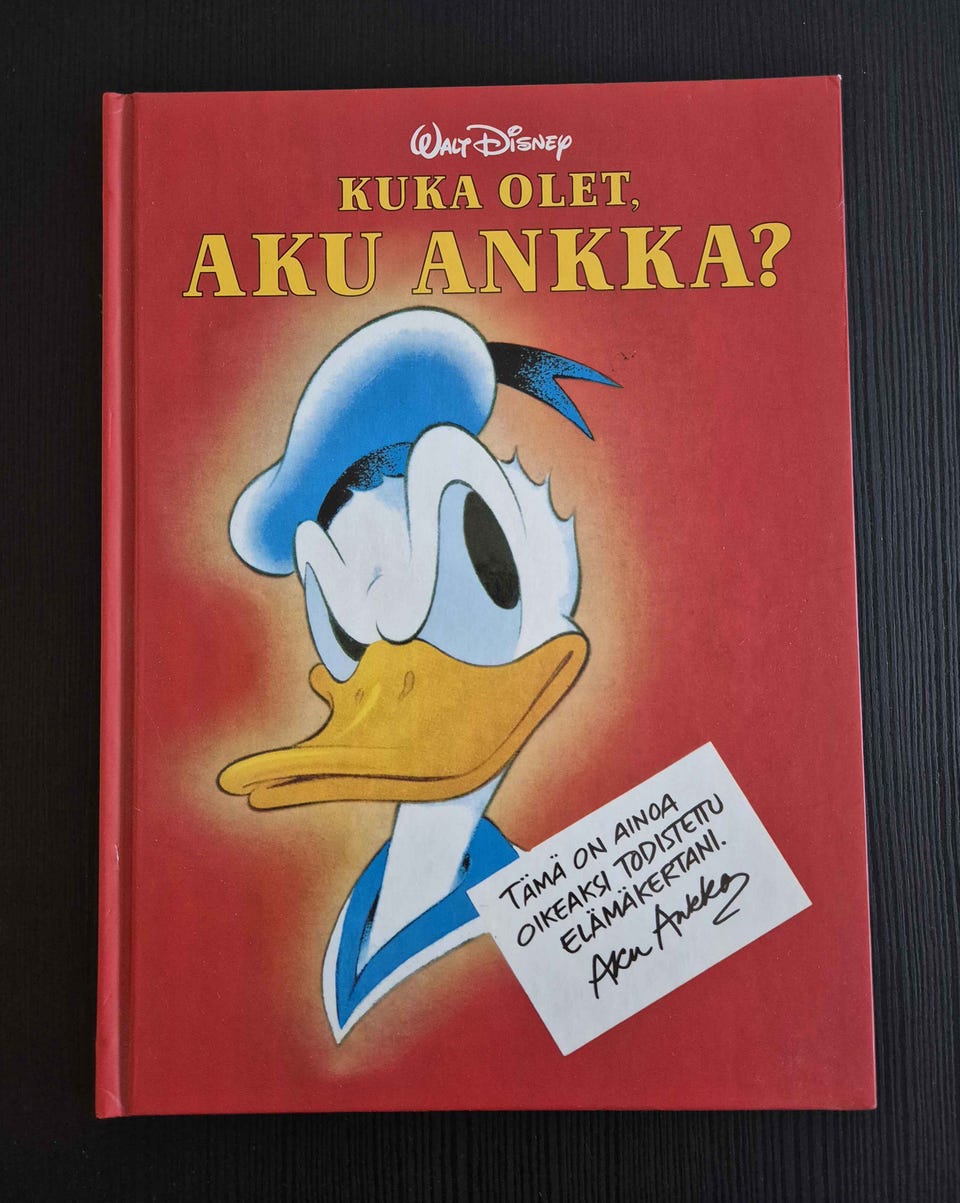 WALT DISNEY
KUKA OLET,
AKU ANKKA?
TÄMÄ ON AINOA
OIKEAKSI TODISTETTU
ELÄMÄKERTANI.
Aku Ankka